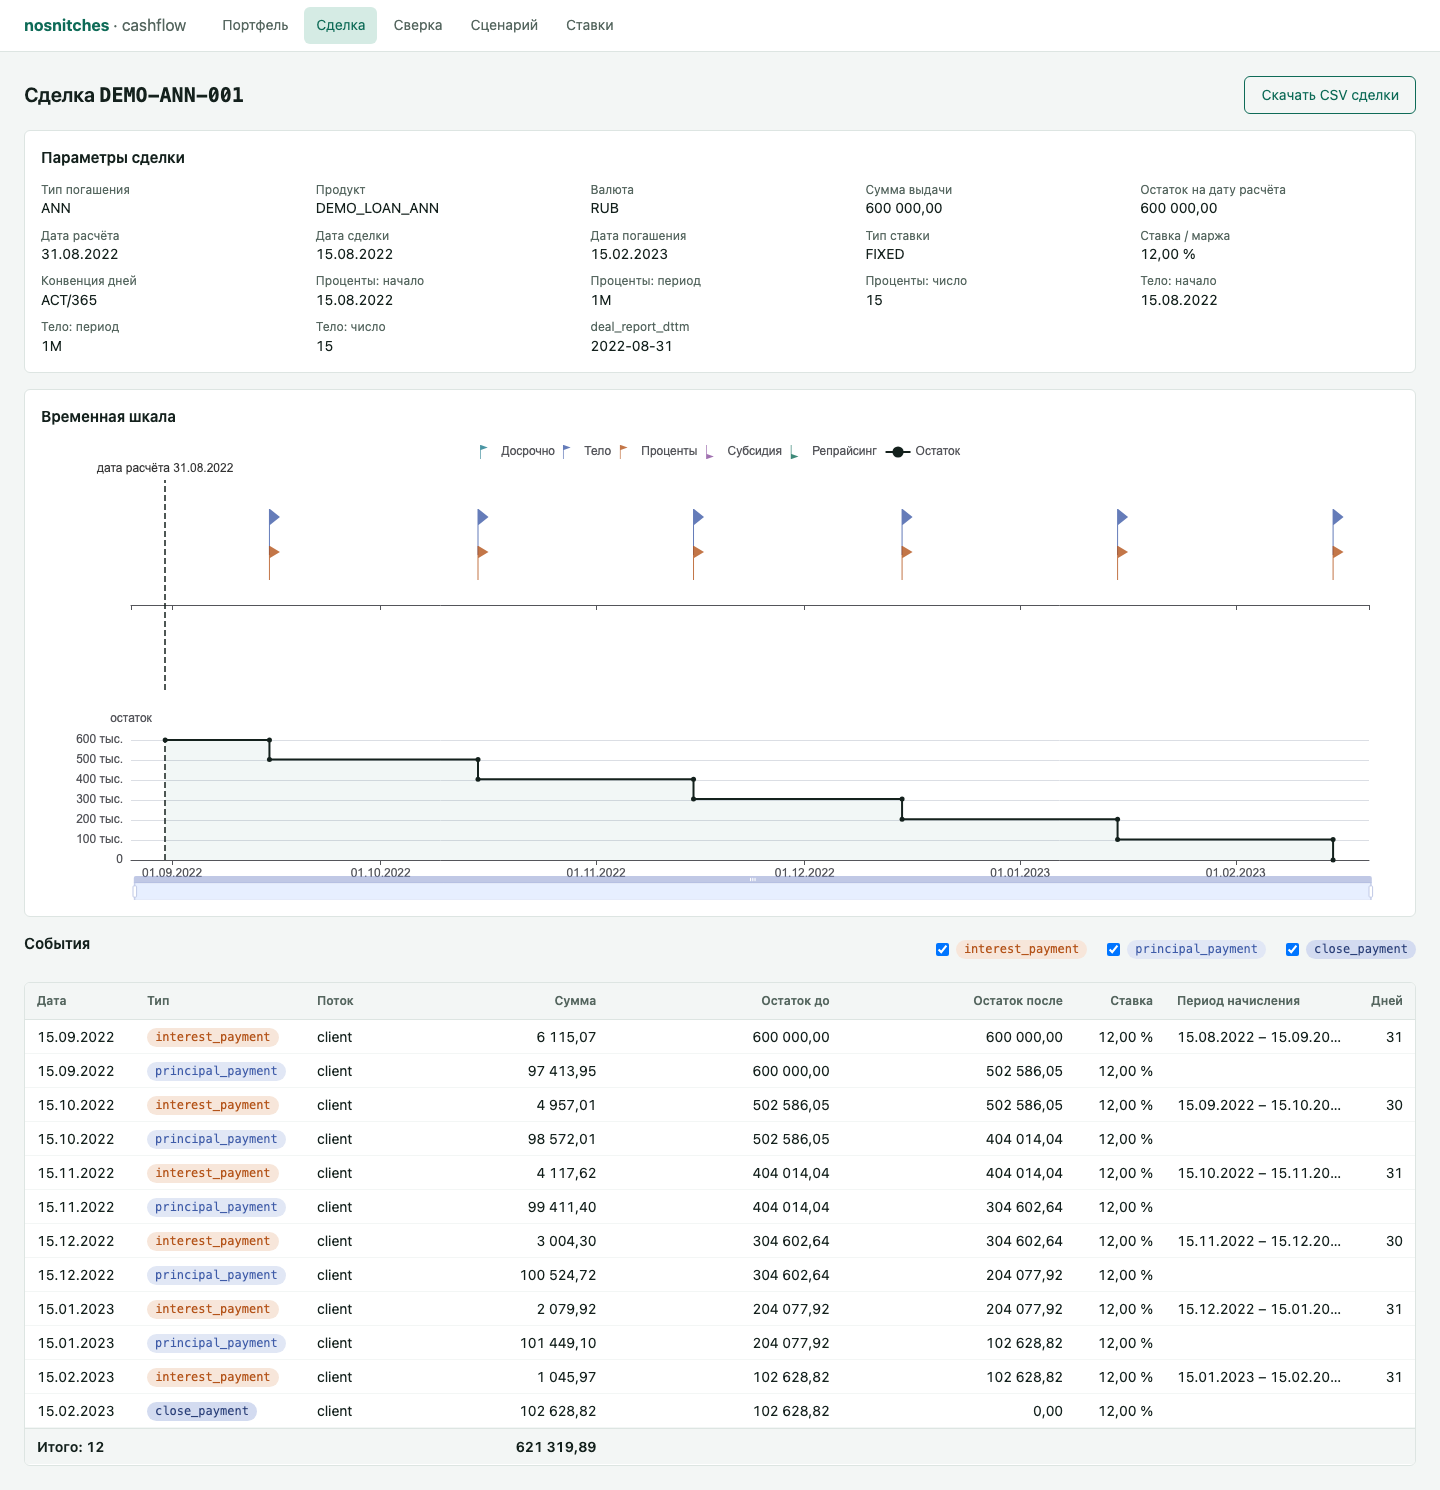 nosnitches · cashflow Портфель Сделка Сверка Сценарий Ставки
Сделка DEMO-ANN-001
Скачать CSV сделки
Параметры сделки
Тип погашения Продукт Валюта Сумма выдачи Остаток на дату расчёта
ANN DEMO_LOAN_ANN RUB 600 000,00 600 000,00
Дата расчёта Дата сделки Дата погашения Тип ставки Ставка / маржа
31.08.2022 15.08.2022 15.02.2023 FIXED 12,00 %
Конвенция дней Проценты: начало Проценты: период Проценты: число Тело: начало
ACT/365 15.08.2022 1M 15 15.08.2022
Тело: период Тело: число deal_report_dttm
1M 15 2022-08-31
Временная шкала
Досрочно Тело Проценты Субсидия Репрайсинг Остаток
дата расчёта 31.08.2022
остаток
600 тыс.
500 тыс.
400 тыс.
300 тыс.
200 тыс.
100 тыс.
0
01.09.2022 01.10.2022 01.11.2022 01.12.2022 01.01.2023 01.02.2023
События
interest_payment principal_payment close_payment
Дата Тип Поток Сумма Остаток до Остаток после Ставка Период начисления Дней
15.09.2022 interest_payment client 6 115,07 600 000,00 600 000,00 12,00 % 15.08.2022 – 15.09.20... 31
15.09.2022 principal_payment client 97 413,95 600 000,00 502 586,05 12,00 %
15.10.2022 interest_payment client 4 957,01 502 586,05 502 586,05 12,00 % 15.09.2022 – 15.10.20... 30
15.10.2022 principal_payment client 98 572,01 502 586,05 404 014,04 12,00 %
15.11.2022 interest_payment client 4 117,62 404 014,04 404 014,04 12,00 % 15.10.2022 – 15.11.20... 31
15.11.2022 principal_payment client 99 411,40 404 014,04 304 602,64 12,00 %
15.12.2022 interest_payment client 3 004,30 304 602,64 304 602,64 12,00 % 15.11.2022 – 15.12.20... 30
15.12.2022 principal_payment client 100 524,72 304 602,64 204 077,92 12,00 %
15.01.2023 interest_payment client 2 079,92 204 077,92 204 077,92 12,00 % 15.12.2022 – 15.01.20... 31
15.01.2023 principal_payment client 101 449,10 204 077,92 102 628,82 12,00 %
15.02.2023 interest_payment client 1 045,97 102 628,82 102 628,82 12,00 % 15.01.2023 – 15.02.20... 31
15.02.2023 close_payment client 102 628,82 102 628,82 0,00 12,00 %
Итого: 12 621 319,89